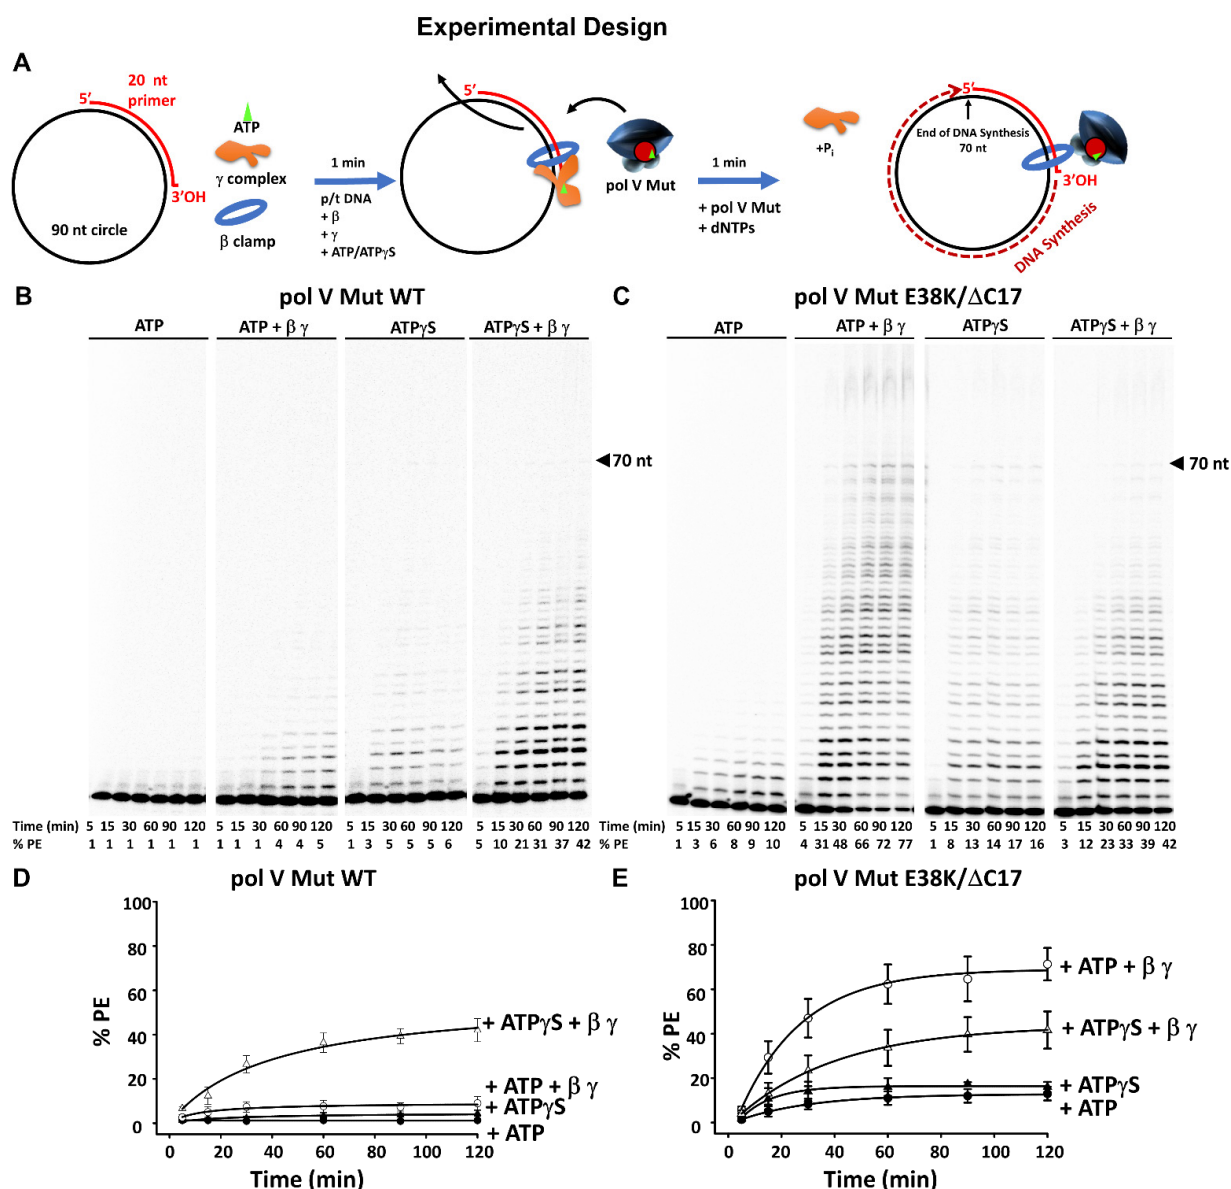 Experimental Design
A
20 nt
primer
5'
3'OH
90 nt circle
ATP
γ complex
β clamp
1 min
p/t DNA
+ β
+ γ
+ ATP/ATPγS
pol V Mut
1 min
+ pol V Mut
+ dNTPs
+Pi
5'
End of DNA Synthesis
70 nt
3'OH
DNA Synthesis
B
pol V Mut WT
ATP
ATP + β γ
ATPγS
ATPγS + β γ
70 nt
Time (min) 5 15 30 60 90 120 5 15 30 60 90 120 5 15 30 60 90 120 5 15 30 60 90 120
% PE 1 1 1 1 1 1 1 1 1 4 4 5 1 3 5 5 5 6 5 10 21 31 37 42
C
pol V Mut E38K/ΔC17
ATP
ATP + β γ
ATPγS
ATPγS + β γ
70 nt
Time (min) 5 15 30 60 90 120 5 15 30 60 90 120 5 15 30 60 90 120 5 15 30 60 90 120
% PE 1 3 6 8 9 10 4 31 48 66 72 77 1 8 13 14 17 16 3 12 23 33 39 42
D
pol V Mut WT
% PE
100
80
60
40
20
0
+ ATPγS + β γ
+ ATP + β γ
+ ATPγS
+ ATP
0 20 40 60 80 100 120
Time (min)
E
pol V Mut E38K/ΔC17
% PE
100
80
60
40
20
0
+ ATP + β γ
+ ATPγS + β γ
+ ATPγS
+ ATP
0 20 40 60 80 100 120
Time (min)